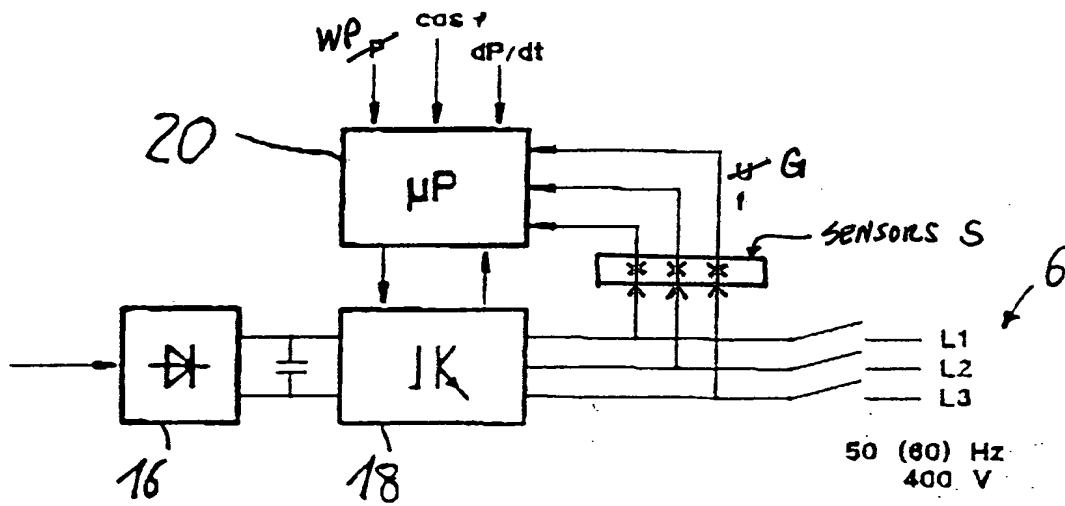 WP P
cos φ
dP/dt
20
µP
U G
f
SENSORS S
6
L1
L2
L3
16
18
50 (60) Hz
400 V